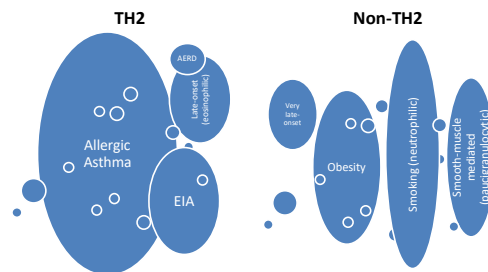 TH2
Non-TH2
AERD
Late-onset
(eosinophilic)
Allergic
Asthma
EIA
Very
late-
onset
Obesity
Smoking (neutrophilic)
Smooth-muscle
mediated
(paucigranulocytic)